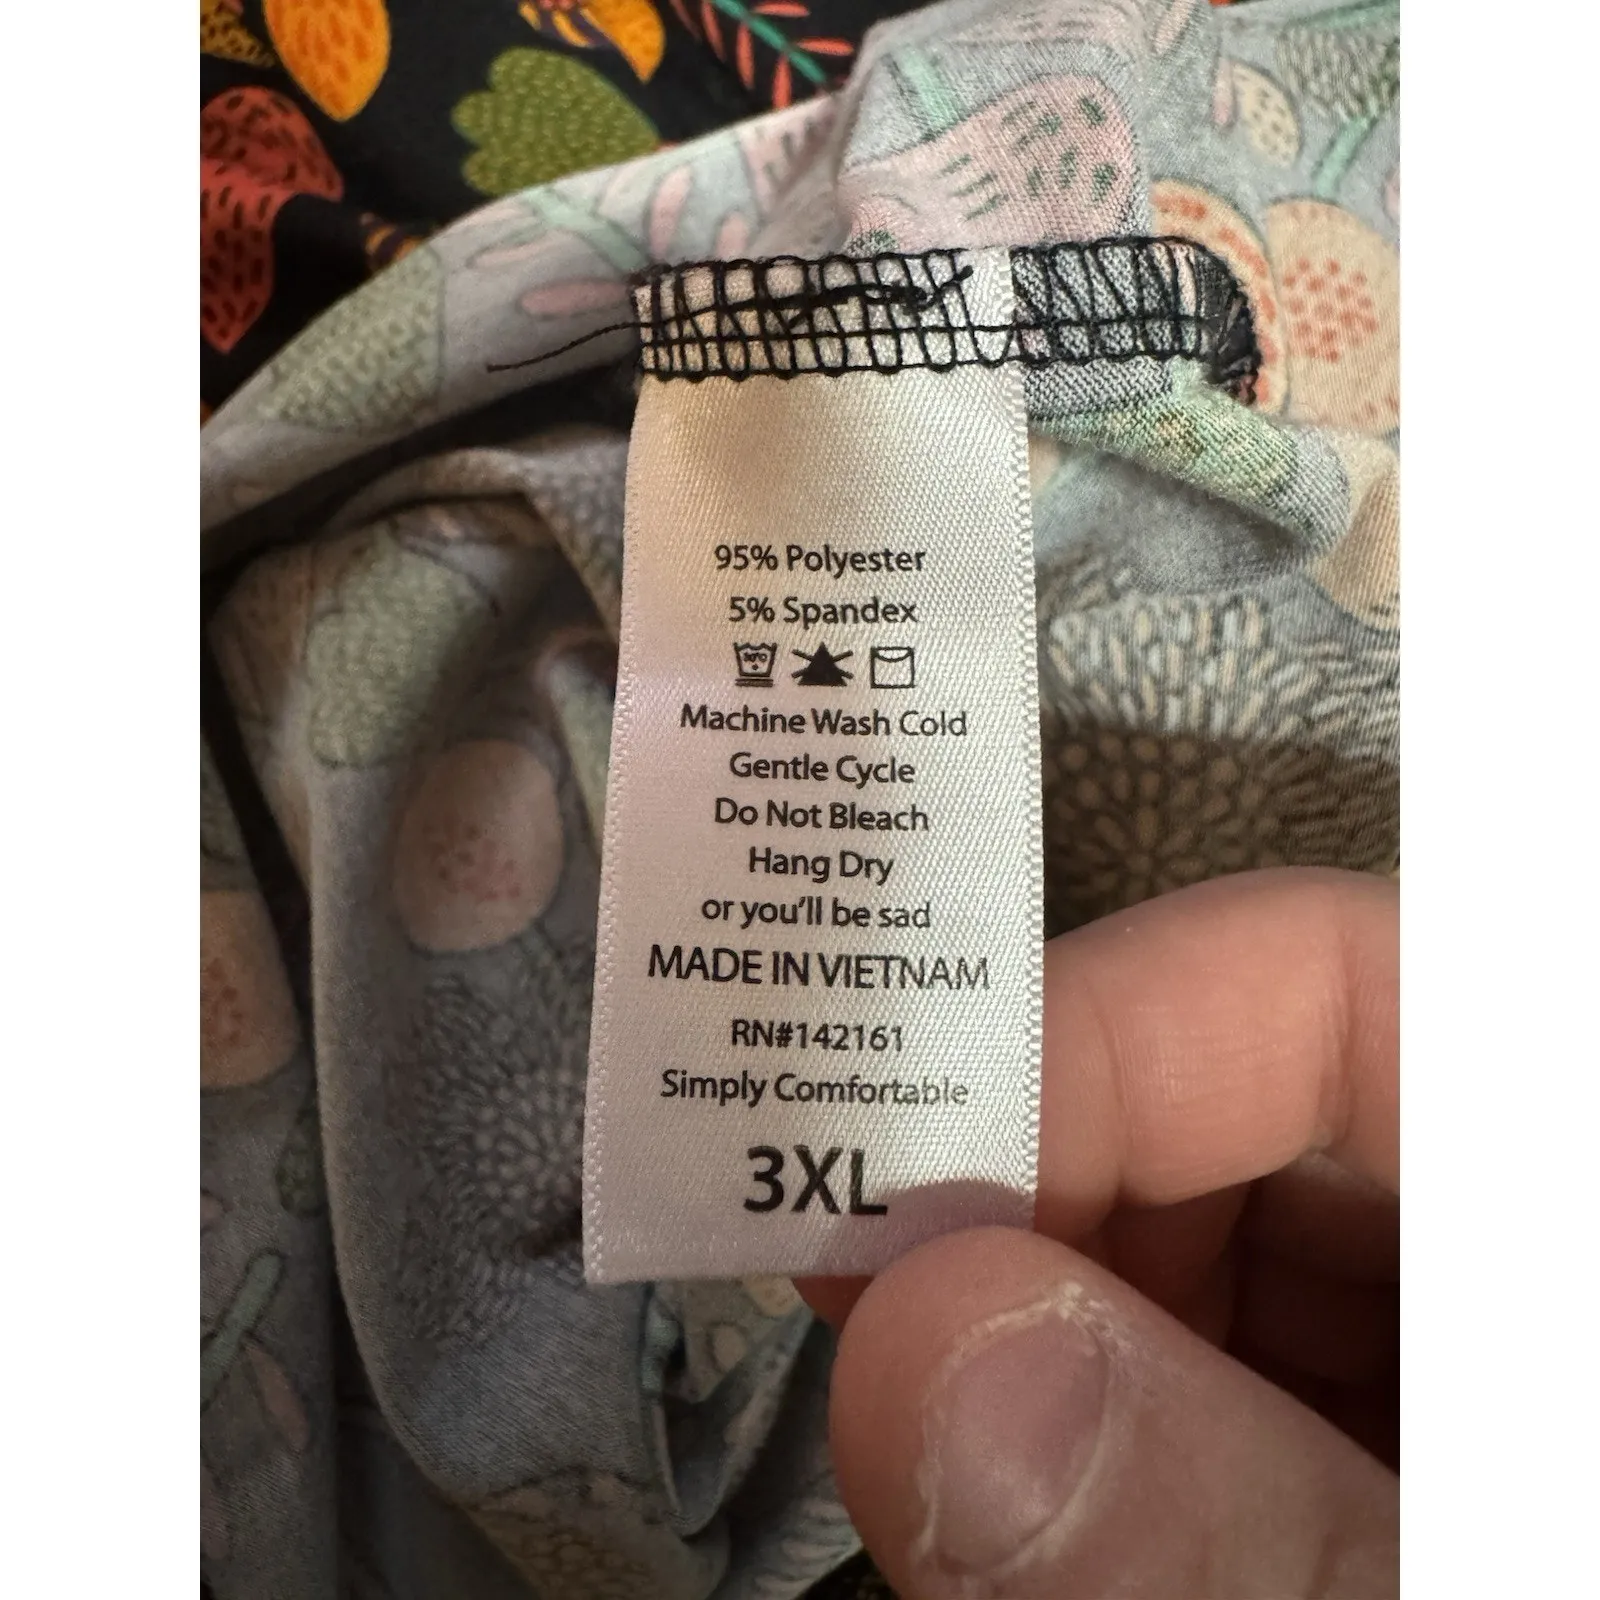 95% Polyester
5% Spandex
30°C
Machine Wash Cold
Gentle Cycle
Do Not Bleach
Hang Dry
or you'll be sad
MADE IN VIETNAM
RN#142161
Simply Comfortable
3XL